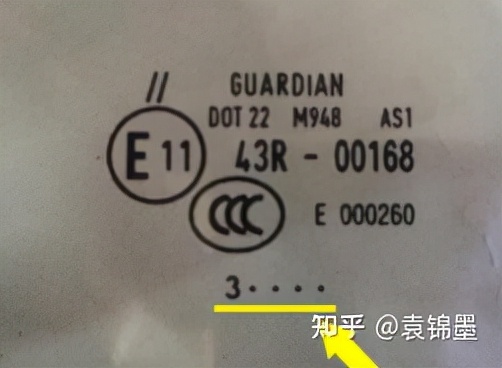 // GUARDIAN
DOT 22 M948 AS1
E 11 43R - 00168
CCC E 000260
3 · · · ·
知乎 @袁锦墨